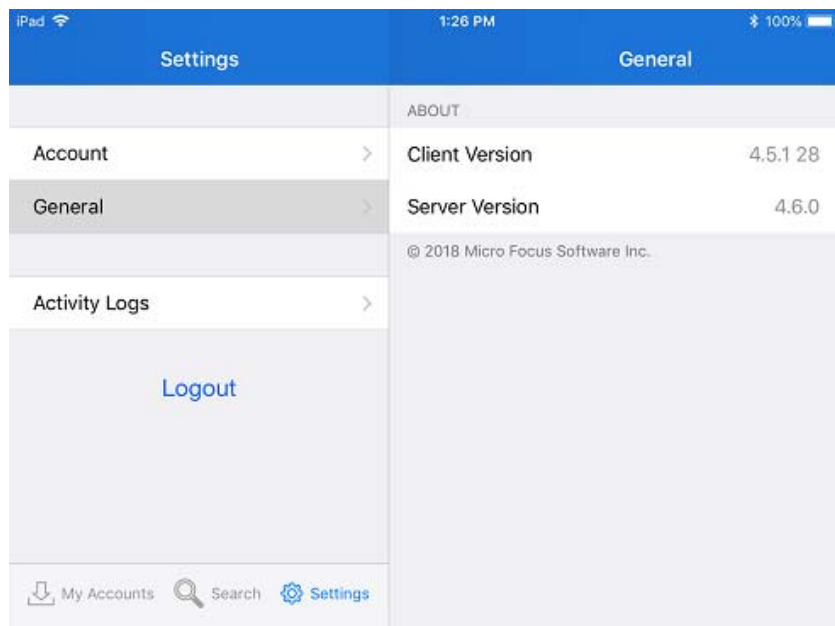 iPad
1:26 PM
100%
Settings
General
Account
General
Activity Logs
Logout
My Accounts
Search
Settings
ABOUT
Client Version
4.5.1 28
Server Version
4.6.0
© 2018 Micro Focus Software Inc.